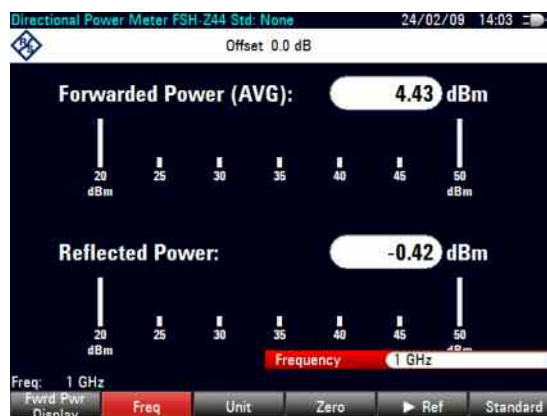 Directional Power Meter FSH-Z44 Std: None 24/02/09 14:03
R&S
Offset 0.0 dB
Forwarded Power (AVG): 4.43 dBm
20 25 30 35 40 45 50
dBm dBm
Reflected Power: -0.42 dBm
20 25 30 35 40 45 50
dBm dBm
Frequency 1 GHz
Freq: 1 GHz
Fwrd Pwr Display Freq Unit Zero ▶ Ref Standard